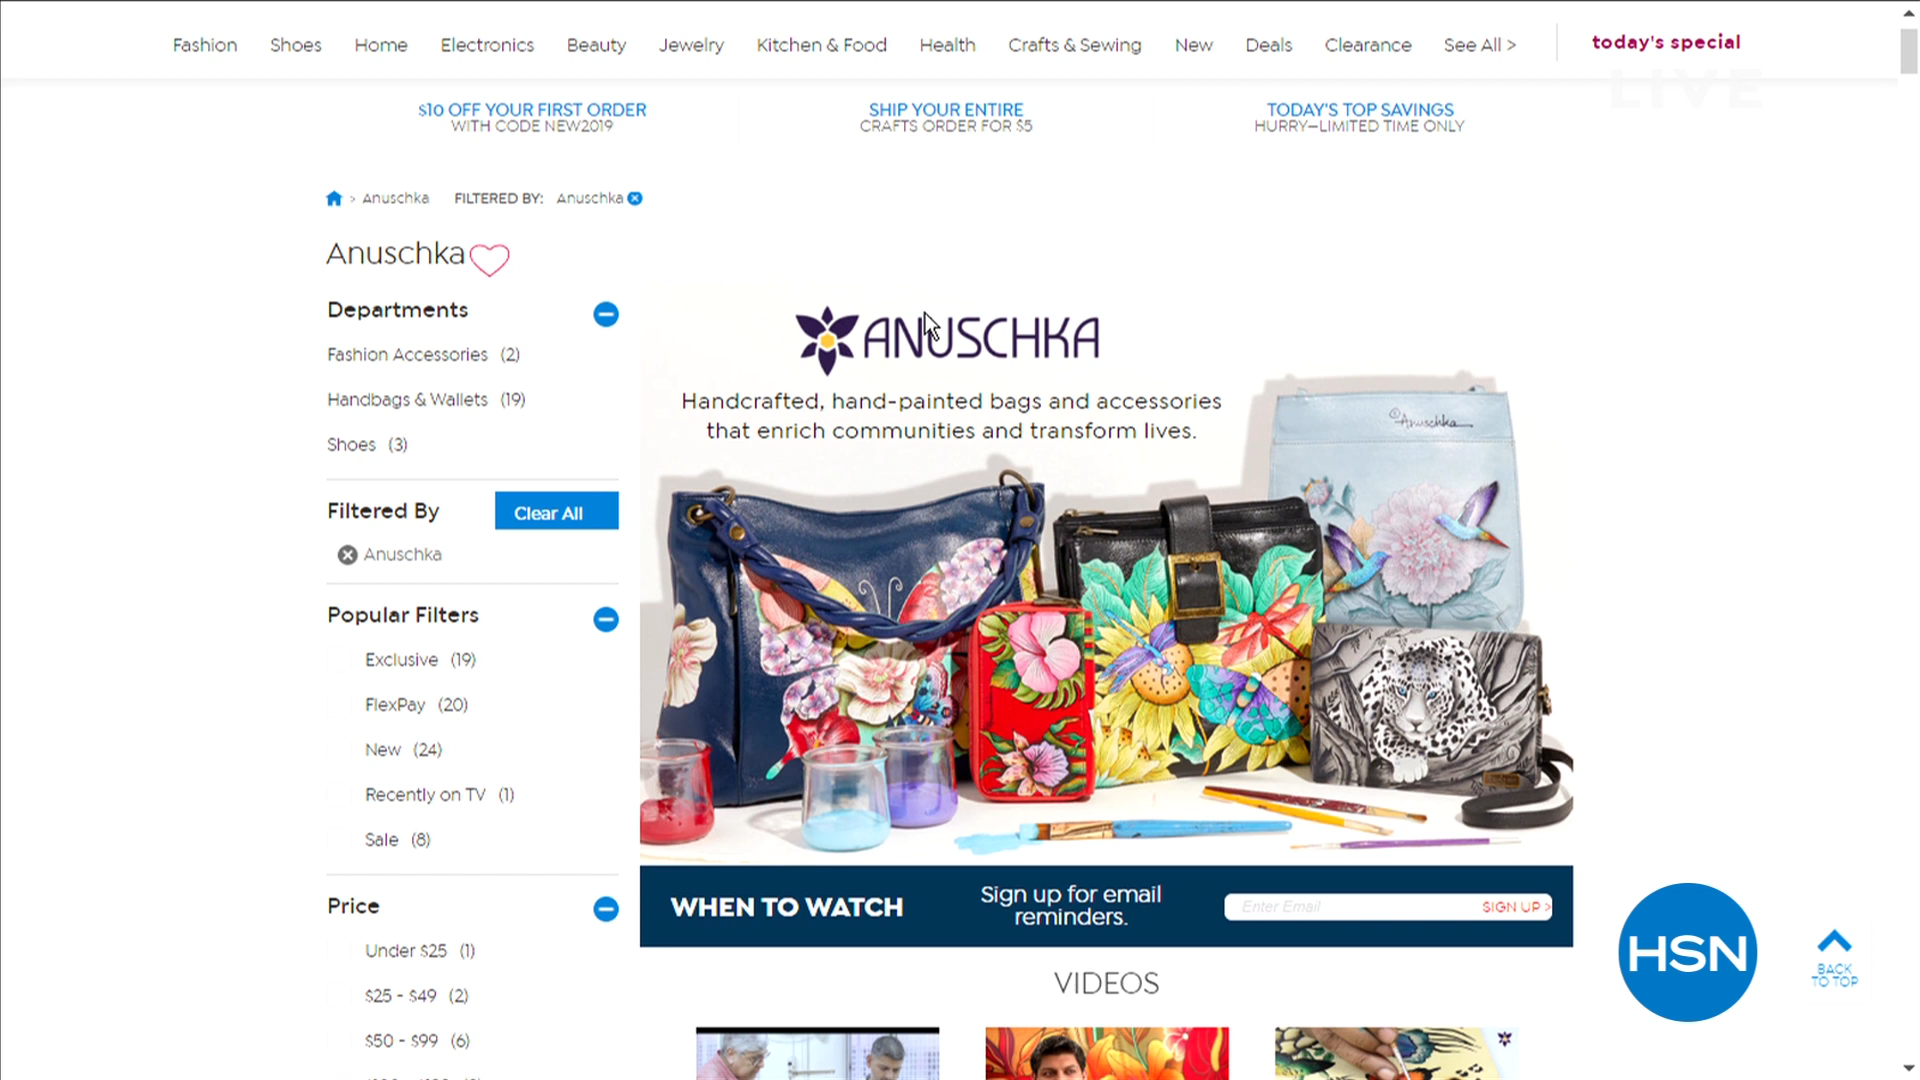 Fashion Shoes Home Electronics Beauty Jewelry Kitchen & Food Health Crafts & Sewing New Deals Clearance See All > today's special
LIVE
$10 OFF YOUR FIRST ORDER
WITH CODE NEW2019
SHIP YOUR ENTIRE
CRAFTS ORDER FOR $5
TODAY'S TOP SAVINGS
HURRY–LIMITED TIME ONLY
> Anuschka FILTERED BY: Anuschka
Anuschka
Departments
Fashion Accessories (2)
Handbags & Wallets (19)
Shoes (3)
Filtered By Clear All
Anuschka
Popular Filters
Exclusive (19)
FlexPay (20)
New (24)
Recently on TV (1)
Sale (8)
Price
Under $25 (1)
$25 - $49 (2)
$50 - $99 (6)
ANUSCHKA
Handcrafted, hand-painted bags and accessories
that enrich communities and transform lives.
©Anuschka
WHEN TO WATCH
Sign up for email
reminders.
Enter Email SIGN UP >
VIDEOS
HSN
BACK
TO TOP